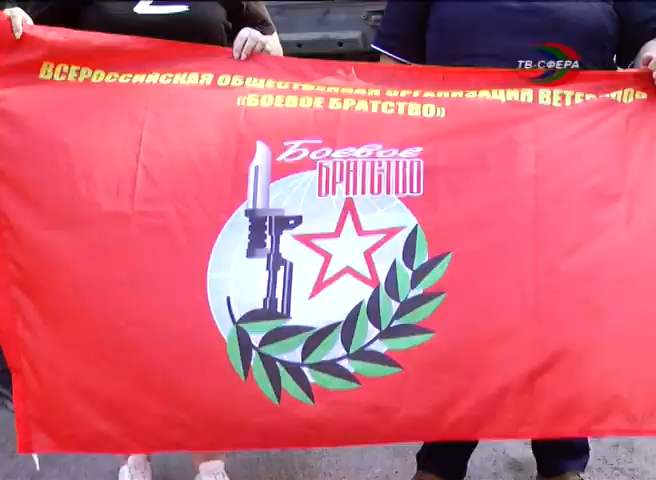 ТВ-СФЕРА
ВСЕРОССИЙСКАЯ ОБЩЕСТВЕННАЯ ОРГАНИЗАЦИЯ ВЕТЕРАНОВ
«БОЕВОЕ БРАТСТВО»
Боевое
БРАТСТВО